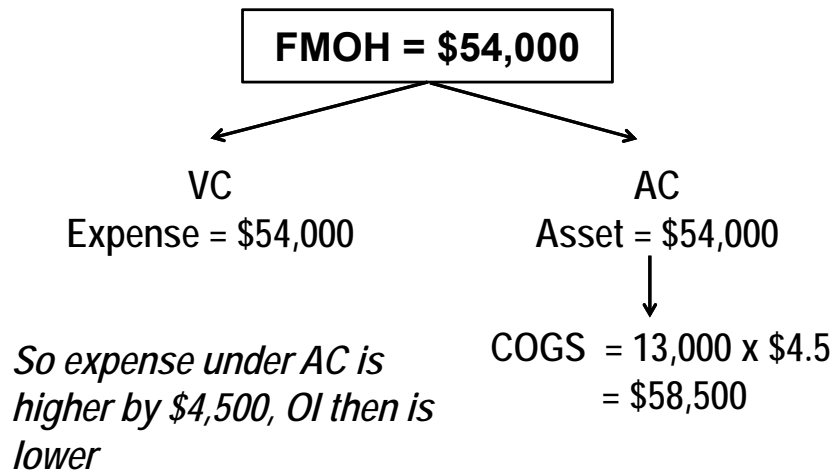 FMOH = $54,000
VC
Expense = $54,000
AC
Asset = $54,000
COGS = 13,000 x $4.5
= $58,500
So expense under AC is
higher by $4,500, OI then is
lower